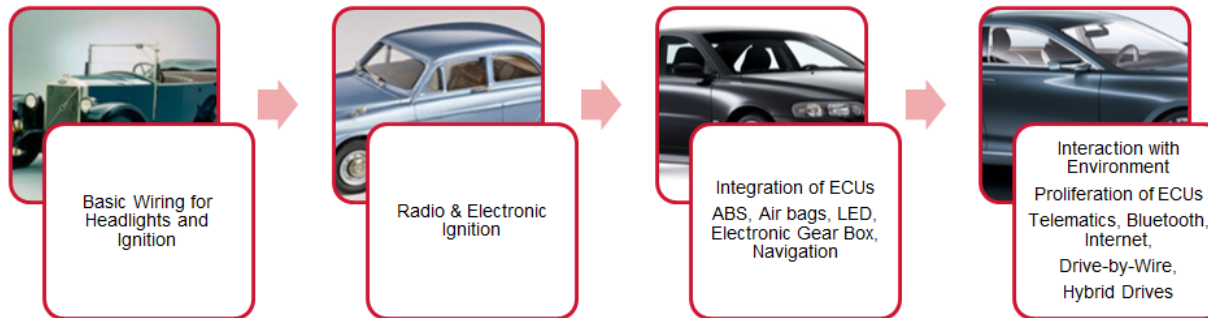 Basic Wiring for
Headlights and
Ignition
Radio & Electronic
Ignition
Integration of ECUs
ABS, Air bags, LED,
Electronic Gear Box,
Navigation
Interaction with
Environment
Proliferation of ECUs
Telematics, Bluetooth,
Internet,
Drive-by-Wire,
Hybrid Drives